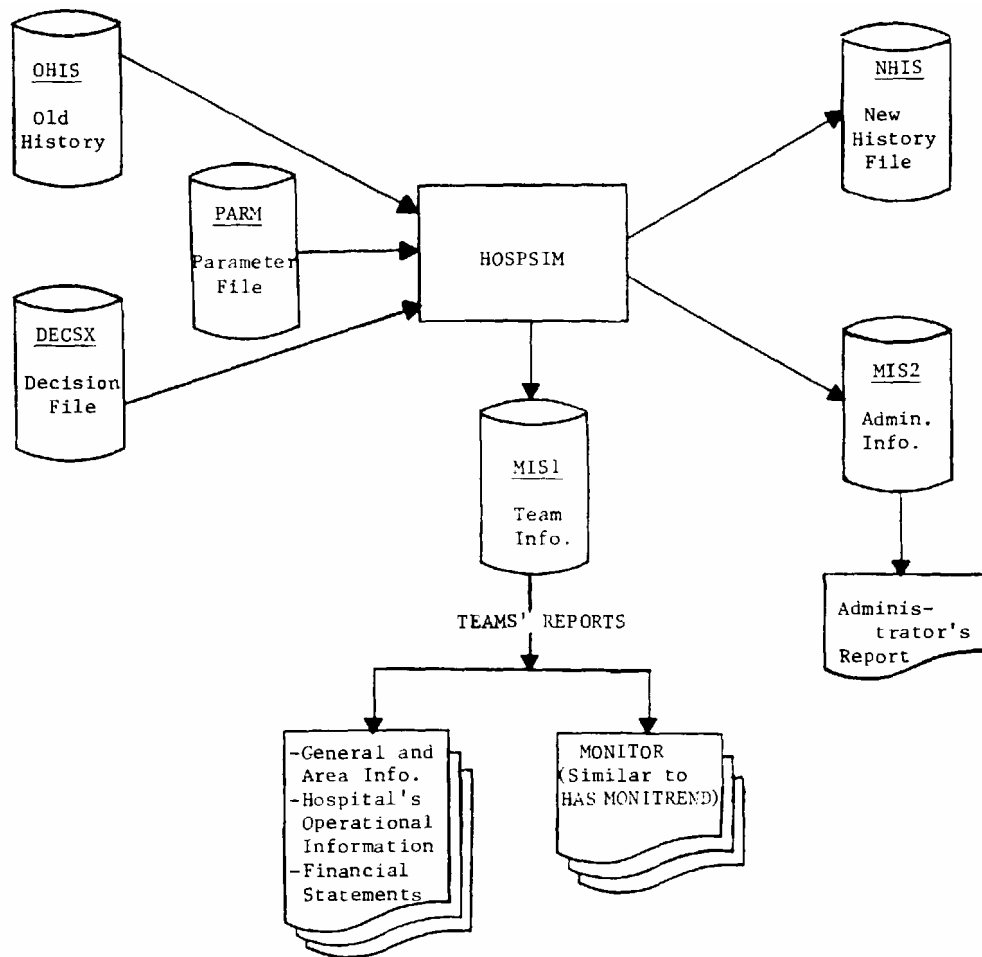 OHIS
Old
History
PARM
Parameter
File
DECSX
Decision
File
HOSPSIM
NHIS
New
History
File
MIS2
Admin.
Info.
MIS1
Team
Info.
Adminis-
trator's
Report
TEAMS' REPORTS
-General and
Area Info.
-Hospital's
Operational
Information
-Financial
Statements
MONITOR
(Similar to
HAS MONITREND)